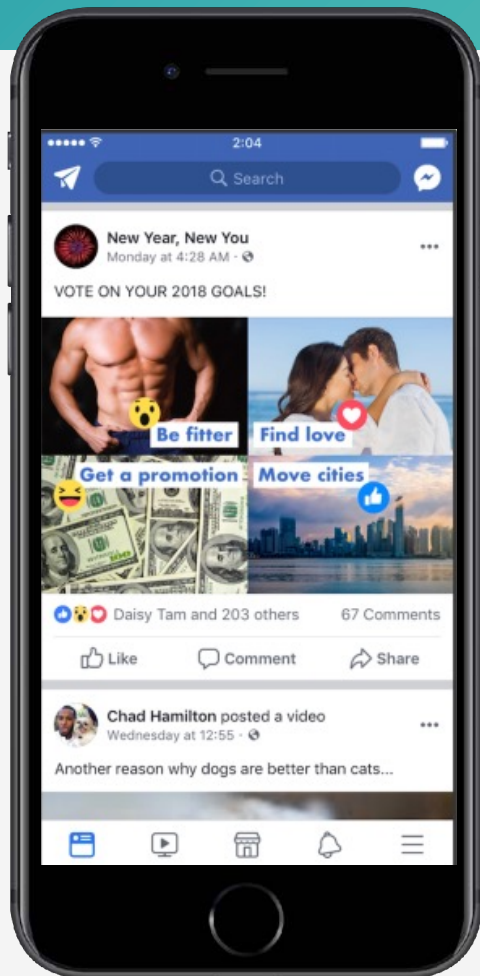 2:04
Search
New Year, New You
Monday at 4:28 AM ·
VOTE ON YOUR 2018 GOALS!
Be fitter
Find love
Get a promotion
Move cities
Daisy Tam and 203 others 67 Comments
Like Comment Share
Chad Hamilton posted a video
Wednesday at 12:55 ·
Another reason why dogs are better than cats...